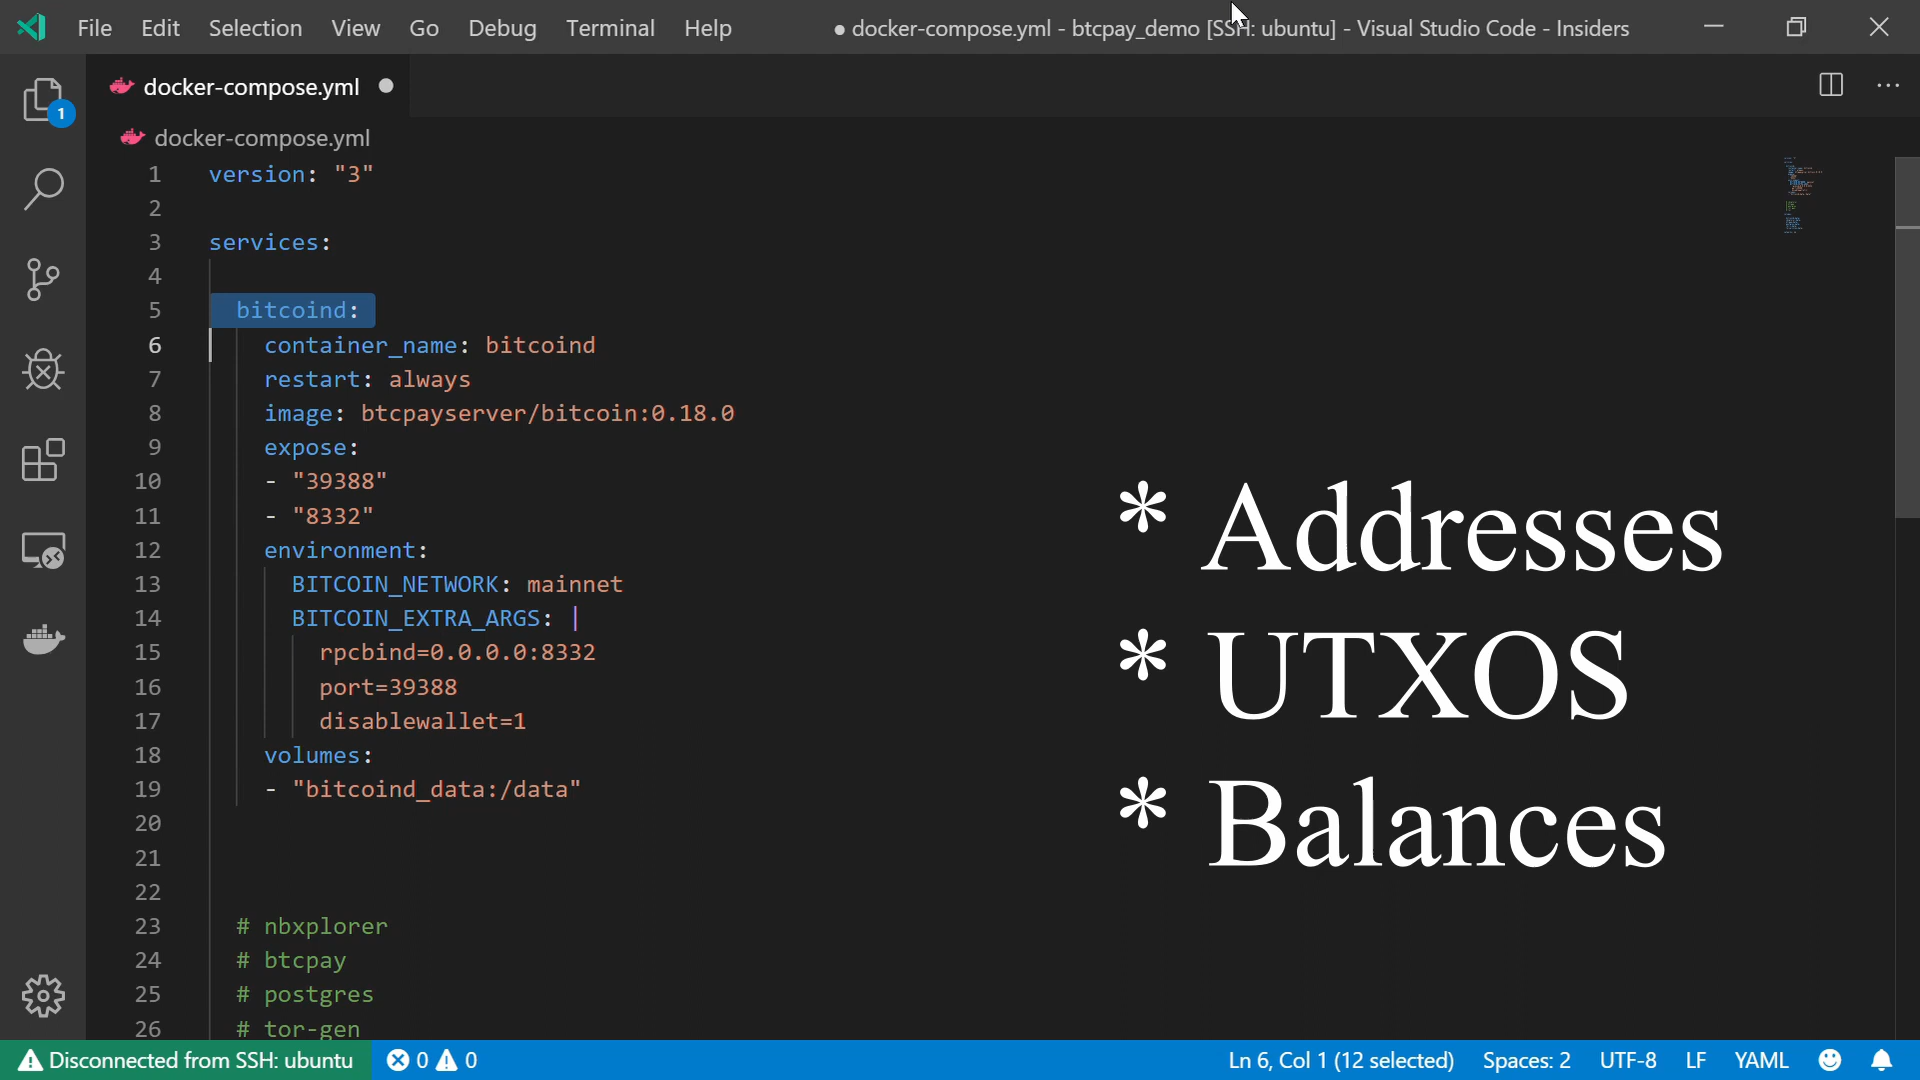 File Edit Selection View Go Debug Terminal Help ● docker-compose.yml - btcpay_demo [SSH: ubuntu] - Visual Studio Code - Insiders
docker-compose.yml
1
docker-compose.yml
1 version: "3"
2
3 services:
4
5 bitcoind:
6 container_name: bitcoind
7 restart: always
8 image: btcpayserver/bitcoin:0.18.0
9 expose:
10 - "39388"
11 - "8332"
12 environment:
13 BITCOIN_NETWORK: mainnet
14 BITCOIN_EXTRA_ARGS: |
15 rpcbind=0.0.0.0:8332
16 port=39388
17 disablewallet=1
18 volumes:
19 - "bitcoind_data:/data"
20
21
22
23 # nbxplorer
24 # btcpay
25 # postgres
26 # tor-gen
* Addresses
* UTXOS
* Balances
Disconnected from SSH: ubuntu 0 0 Ln 6, Col 1 (12 selected) Spaces: 2 UTF-8 LF YAML